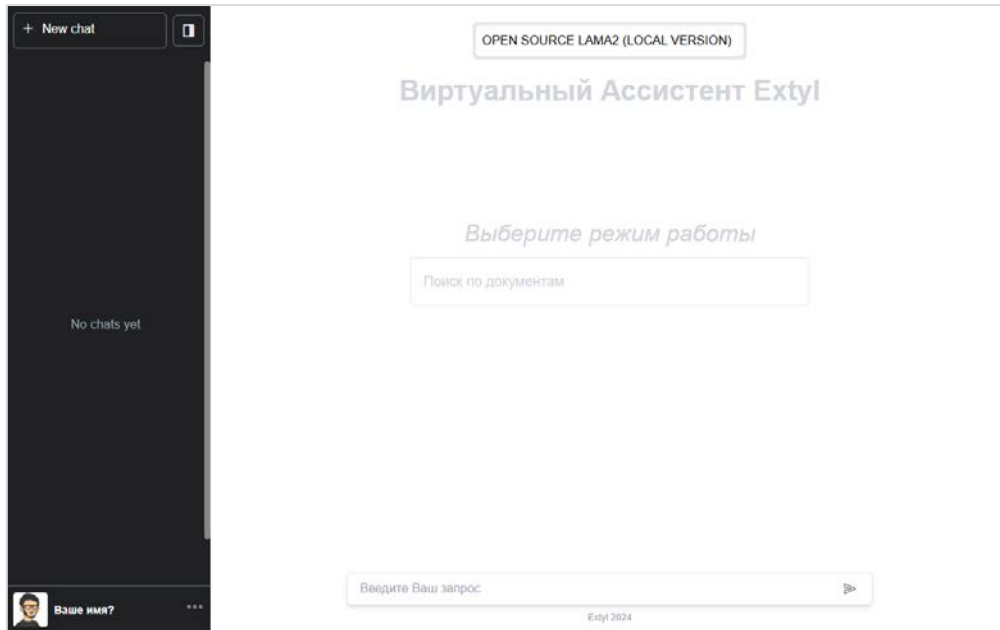 + New chat
No chats yet
Ваше имя?
OPEN SOURCE LAMA2 (LOCAL VERSION)
Виртуальный Ассистент Extyl
Выберите режим работы
Поиск по документам
Введите Ваш запрос
Extyl 2024